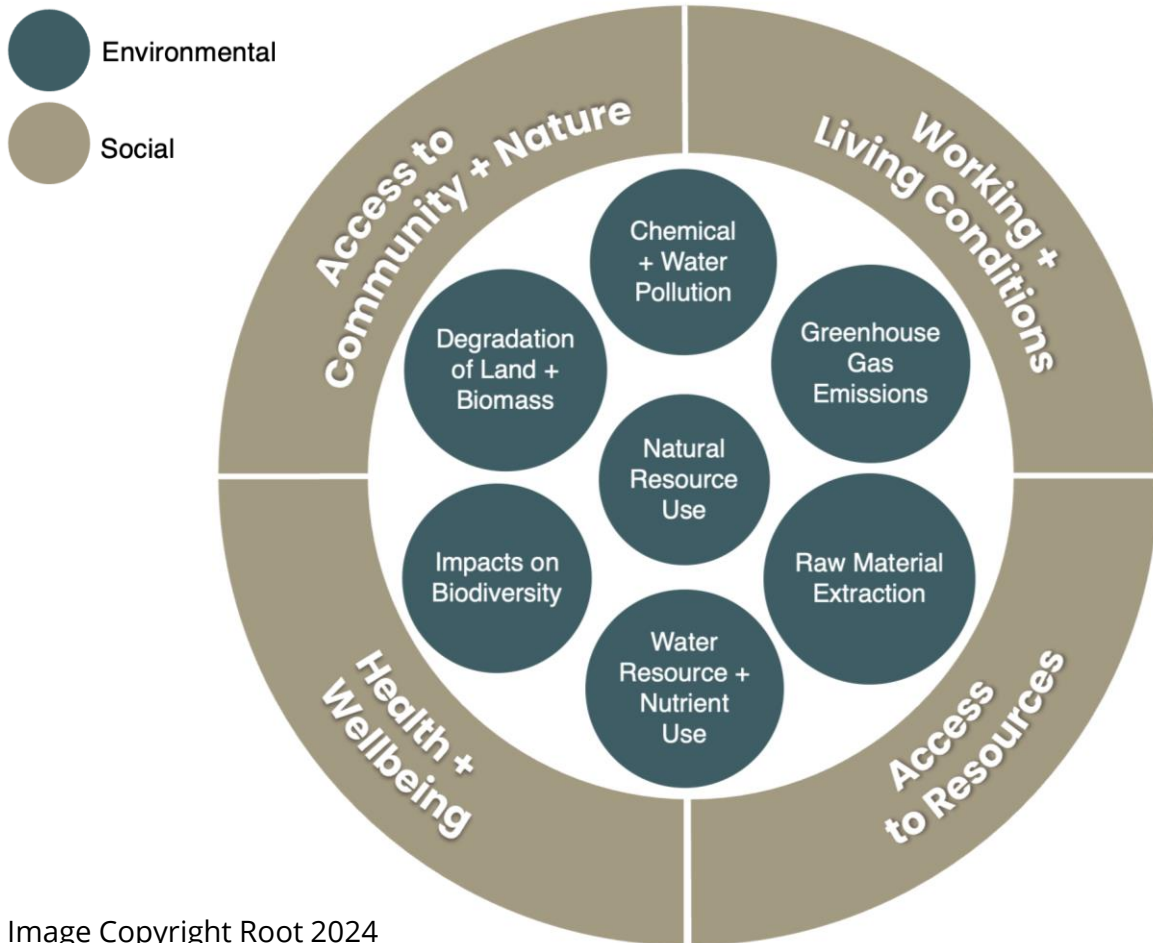 Environmental
Social
Access to
Community + Nature
Working +
Living Conditions
Chemical
+ Water
Pollution
Degradation
of Land +
Biomass
Greenhouse
Gas
Emissions
Natural
Resource
Use
Impacts on
Biodiversity
Raw Material
Extraction
Water
Resource +
Nutrient
Use
Health +
Wellbeing
Access
to Resources
Image Copyright Root 2024